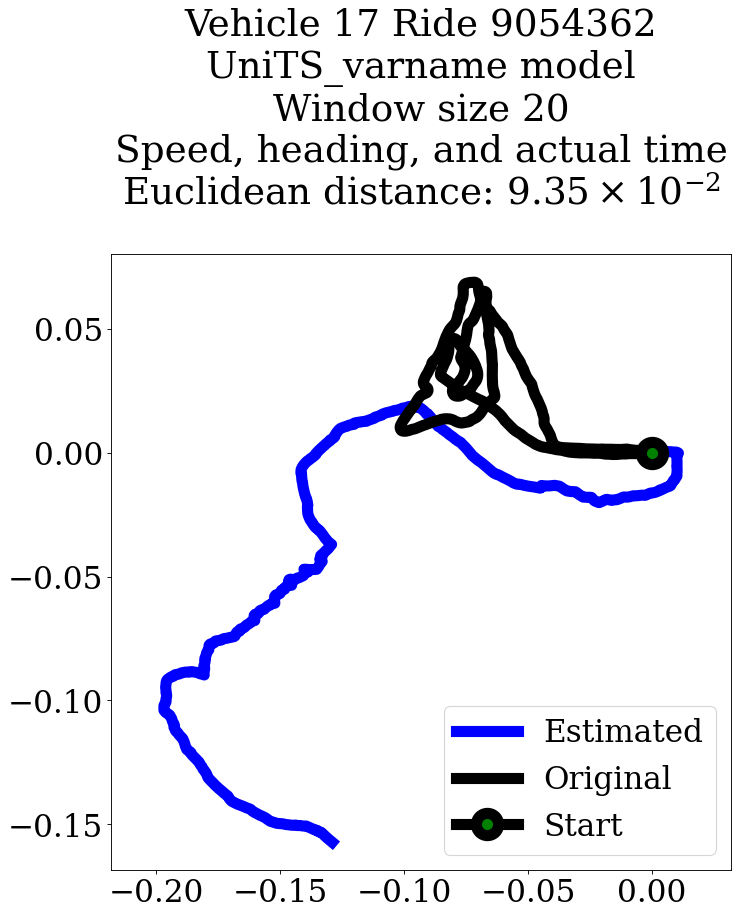 Vehicle 17 Ride 9054362
UniTS_varname model
Window size 20
Speed, heading, and actual time
Euclidean distance: 9.35 × 10⁻²
0.05
0.00
−0.05
−0.10
−0.15
Estimated
Original
Start
−0.20 −0.15 −0.10 −0.05 0.00